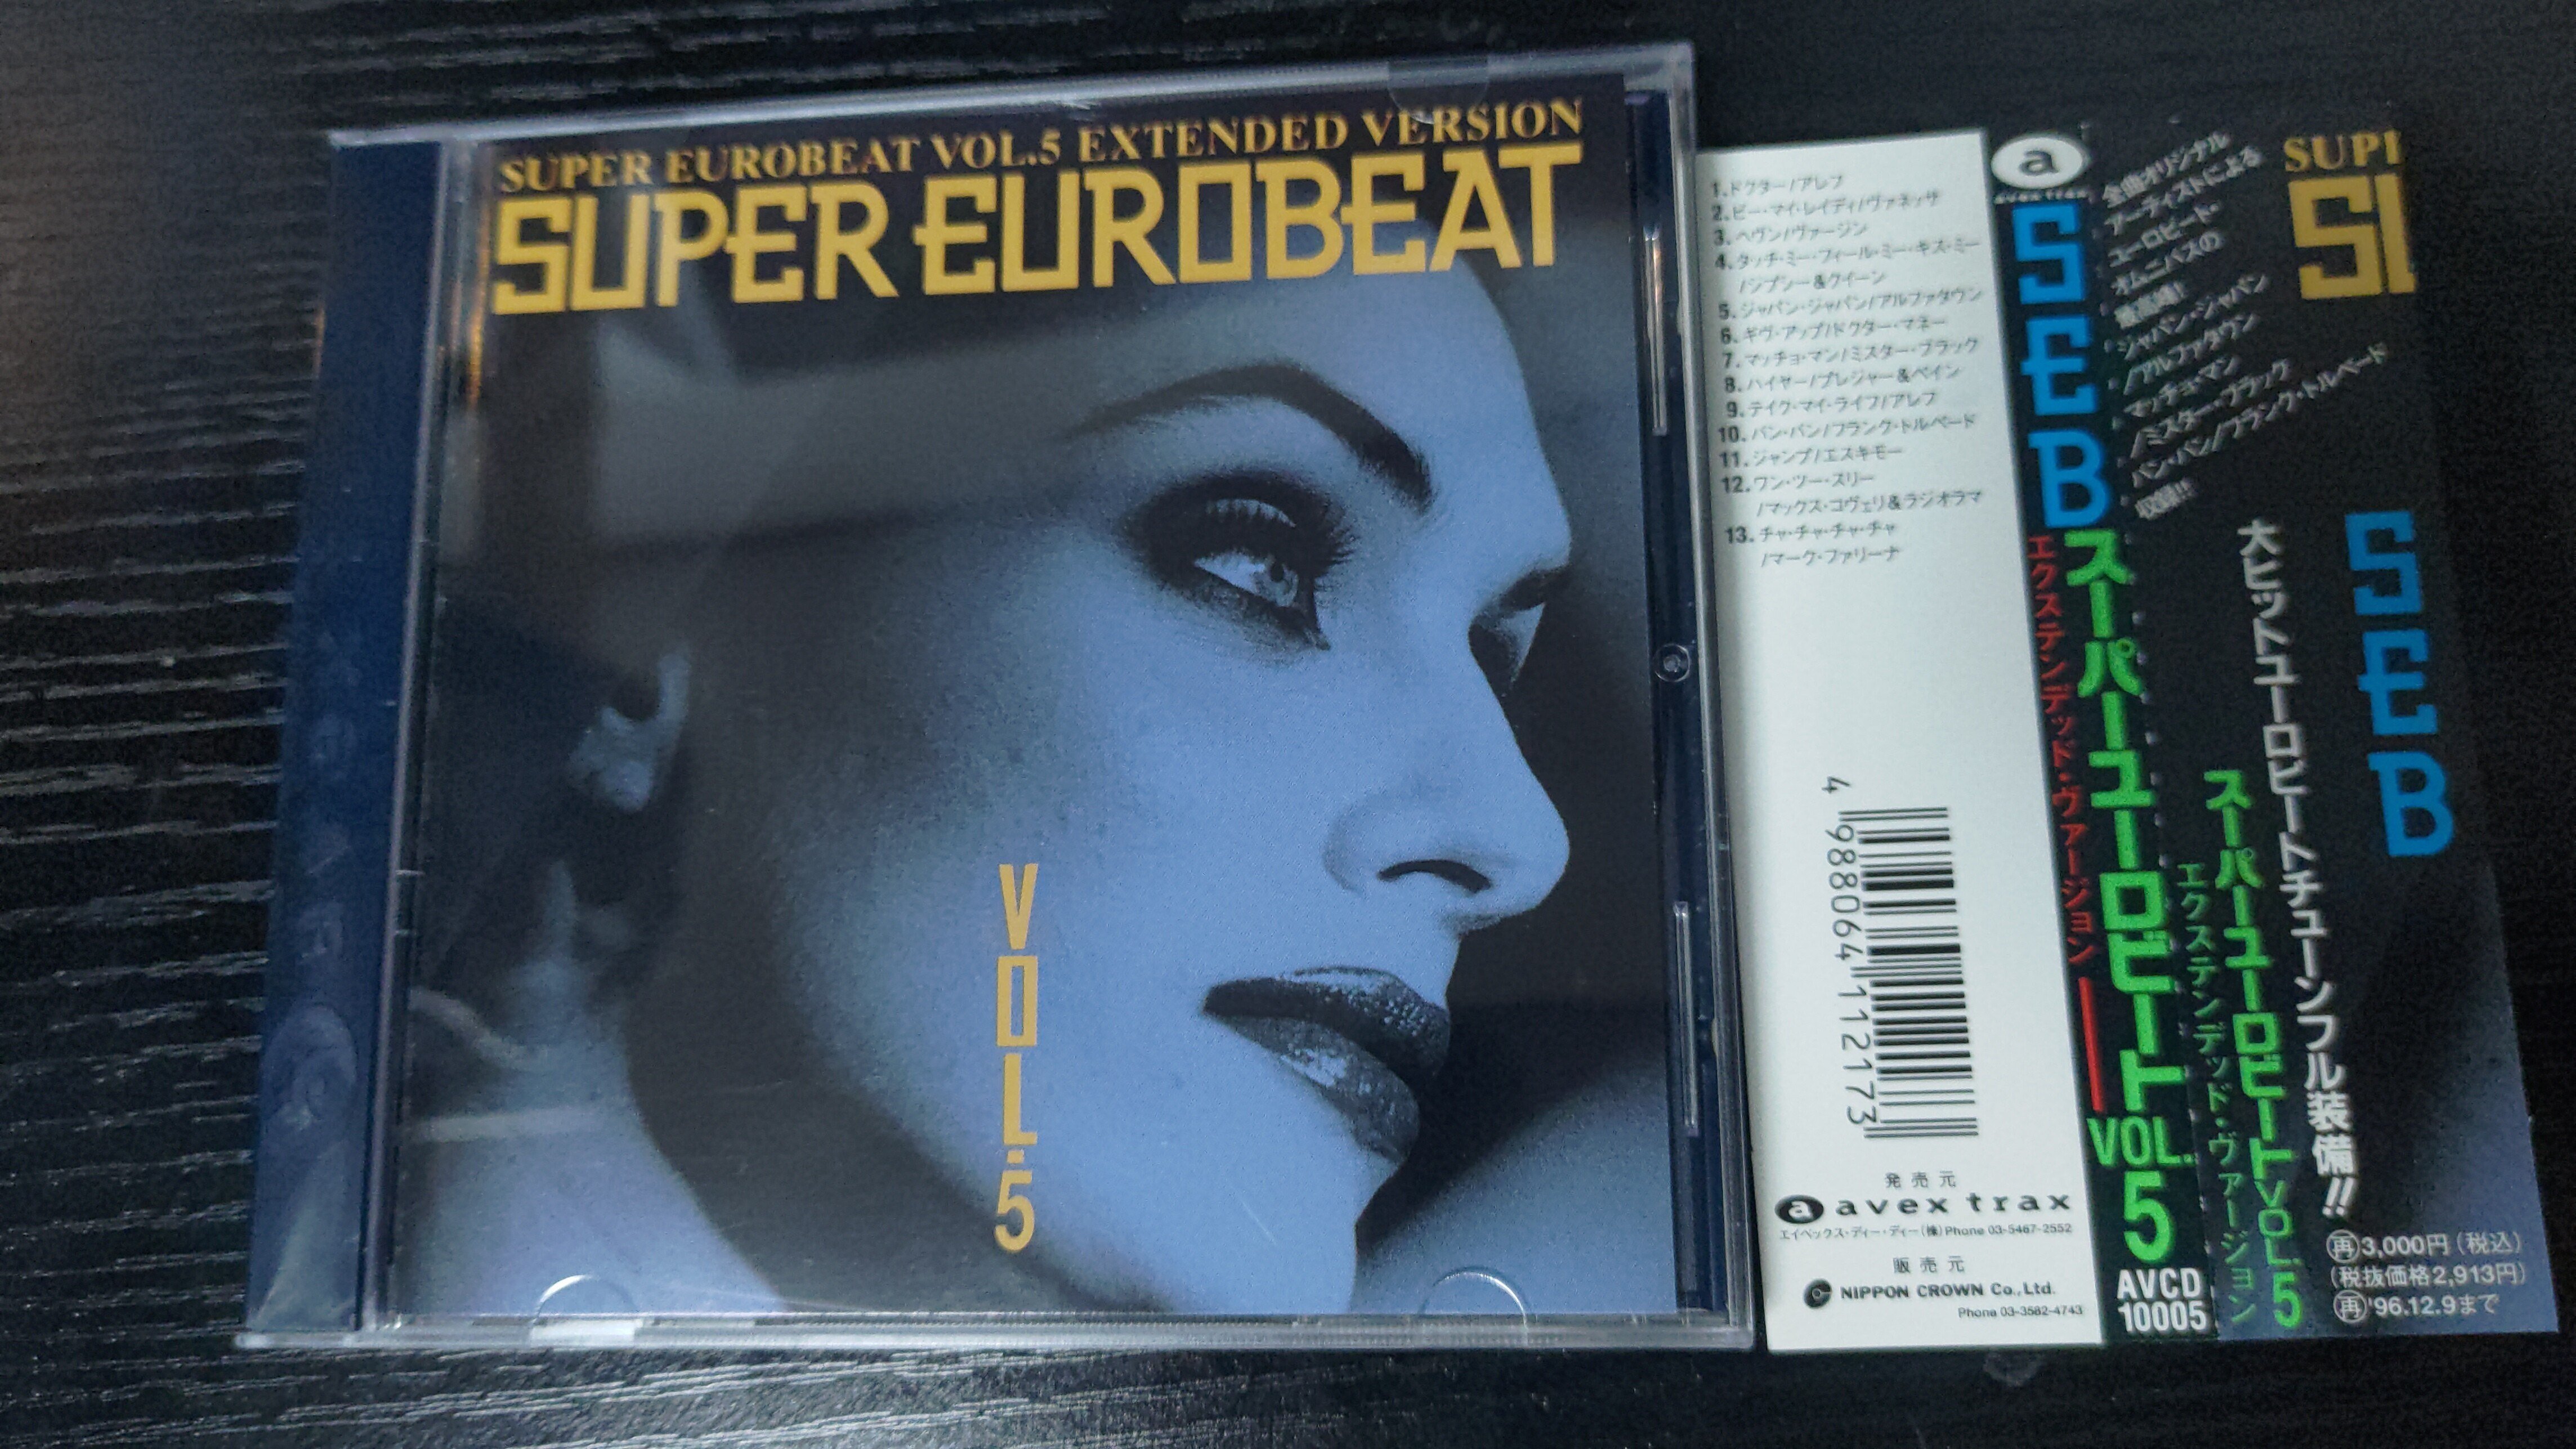 SUPER EUROBEAT VOL.5 EXTENDED VERSION
SUPER EUROBEAT
VOL.5
1.ドクター/アレフ
2.ビー・マイ・レイディ/ヴァネッサ
3.ヘヴン/ヴァージン
4.タッチ・ミー・フィール・ミー・キス・ミー
/ジプシー&クイーン
5.ジャパン・ジャパン/アルファタウン
6.ギヴ・アップ/ドクター・マネー
7.マッチョ・マン/ミスター・ブラック
8.ハイヤー/プレジャー&ペイン
9.テイク・マイ・ライフ/アレフ
10.バン・バン/フランク・トルペード
11.ジャンプ/エスキモー
12.ワン・ツー・スリー
/マックス・コヴェリ&ラジオラマ
13.チャ・チャ・チャ・チャ
/マーク・ファリーナ
4 988064 112173
発売元
a avex trax
エイベックス・ディー・ディー(株)Phone 03-5467-2552
販売元
NIPPON CROWN Co.,Ltd.
Phone 03-3582-4743
a
avex trax
SEB
スーパーユーロビート VOL.5
エクステンデッド・ヴァージョン
AVCD
10005
全曲オリジナル
アーティストによる
ユーロビート・
オムニバスの
ジャパン・ジャパン
/アルファタウン
マッチョ・マン
/ミスター・ブラック
バン・バン/フランク・トルペード
収録!!
SUPE
SU
SEB
大ヒットユーロビートチューンフル装備!!
スーパーユーロビートVOL.5
エクステンデッド・ヴァージョン
再3,000円(税込)
(税抜価格2,913円)
再'96.12.9まで